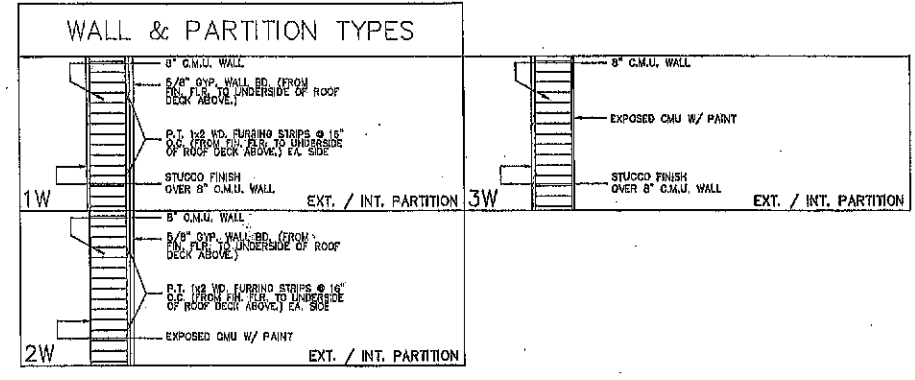 WALL & PARTITION TYPES
8" C.M.U. WALL
5/8" GYP. WALL BD. (FROM
FIN. FLR. TO UNDERSIDE OF ROOF
DECK ABOVE.)
P.T. 1x2 WD. FURRING STRIPS @ 16"
O.C. (FROM FIN. FLR. TO UNDERSIDE
OF ROOF DECK ABOVE.) EA. SIDE
STUCCO FINISH
OVER 8" C.M.U. WALL
1W
EXT. / INT. PARTITION
8" C.M.U. WALL
EXPOSED CMU W/ PAINT
STUCCO FINISH
OVER 8" C.M.U. WALL
3W
EXT. / INT. PARTITION
8" C.M.U. WALL
5/8" GYP. WALL BD. (FROM
FIN. FLR. TO UNDERSIDE OF ROOF
DECK ABOVE.)
P.T. 1x2 WD. FURRING STRIPS @ 16"
O.C. (FROM FIN. FLR. TO UNDERSIDE
OF ROOF DECK ABOVE.) EA. SIDE
EXPOSED CMU W/ PAINT
2W
EXT. / INT. PARTITION